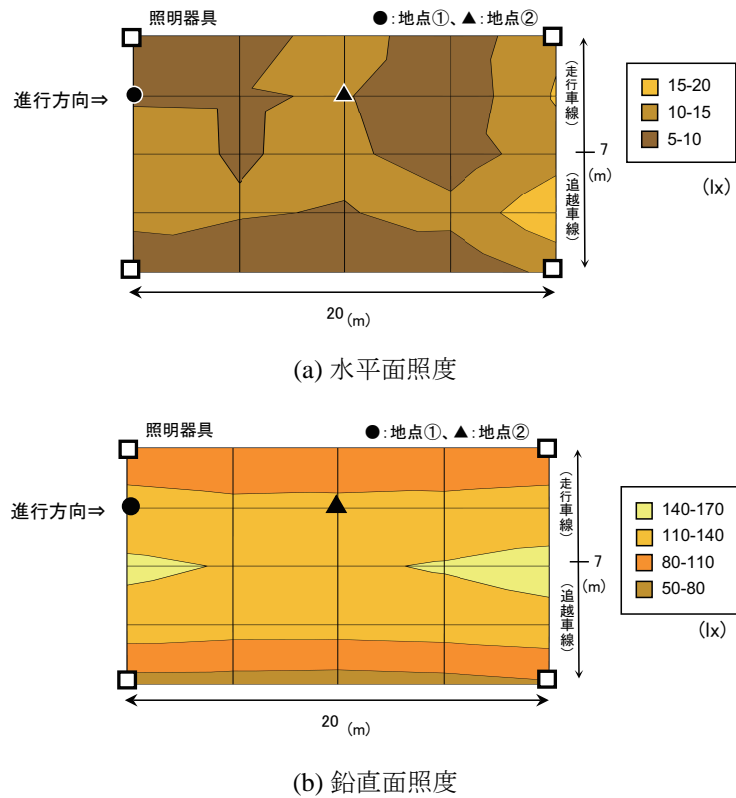 照明器具
●:地点①、▲:地点②
進行方向⇒
(走行車線)
7
(m)
(追越車線)
15-20
10-15
5-10
(lx)
20 (m)
(a) 水平面照度
照明器具
●:地点①、▲:地点②
進行方向⇒
(走行車線)
7
(m)
(追越車線)
140-170
110-140
80-110
50-80
(lx)
20 (m)
(b) 鉛直面照度